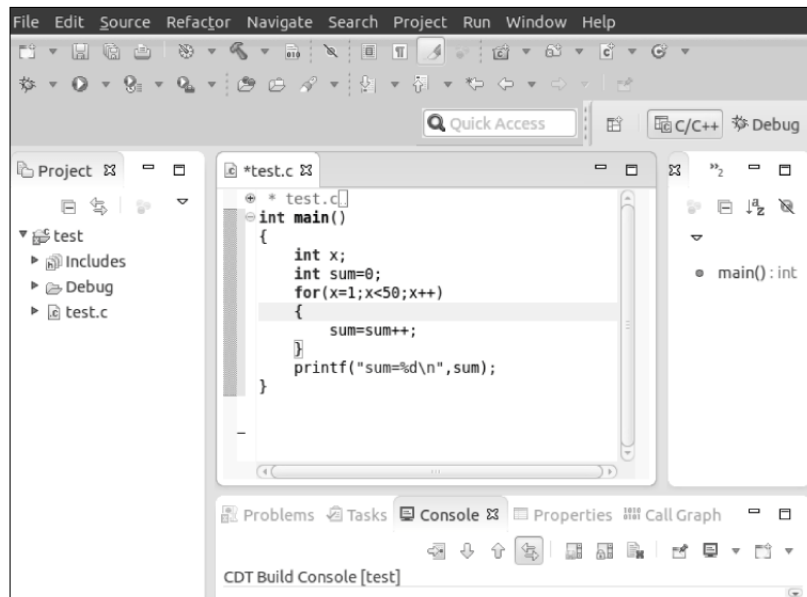 File Edit Source Refactor Navigate Search Project Run Window Help
010
Quick Access
C/C++ Debug
Project
*test.c
»2
test
Includes
Debug
test.c
* test.c
int main()
{
int x;
int sum=0;
for(x=1;x<50;x++)
{
sum=sum++;
}
printf("sum=%d\n",sum);
}
main() : int
Problems Tasks Console Properties Call Graph
CDT Build Console [test]